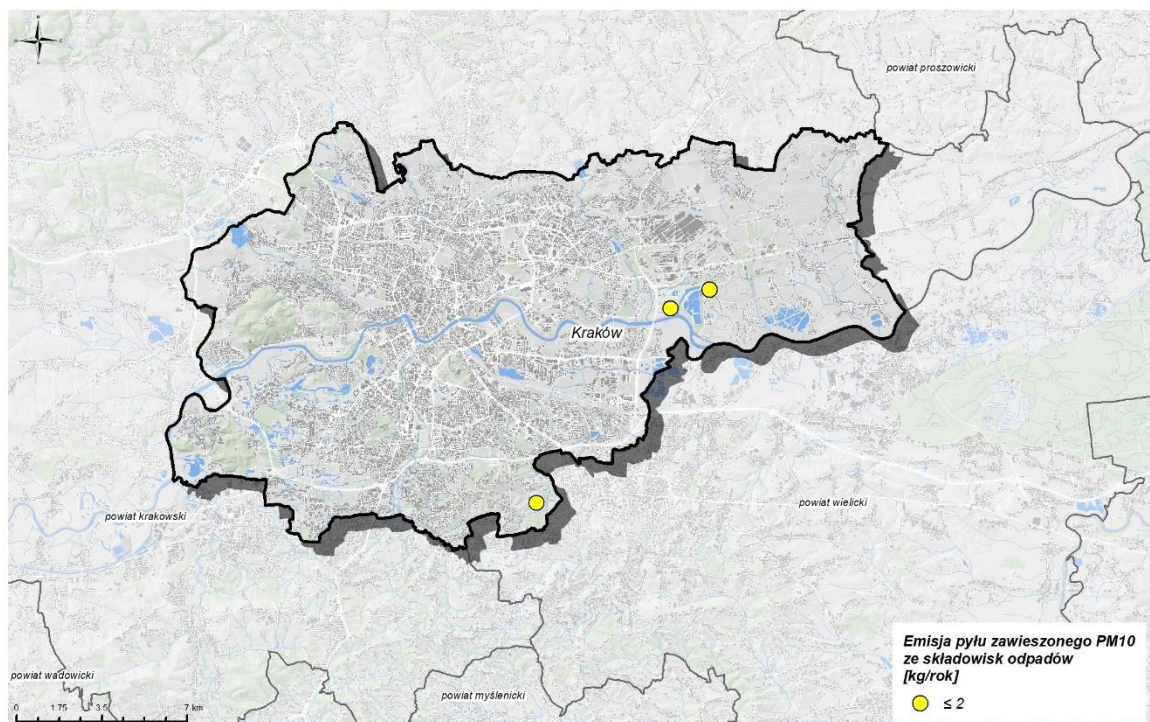 powiat proszowicki
Kraków
powiat krakowski
powiat wielicki
powiat wadowicki
powiat myślenicki
Emisja pyłu zawieszonego PM10
ze składowisk odpadów
[kg/rok]
≤ 2
0 1.75 3.5 7 km